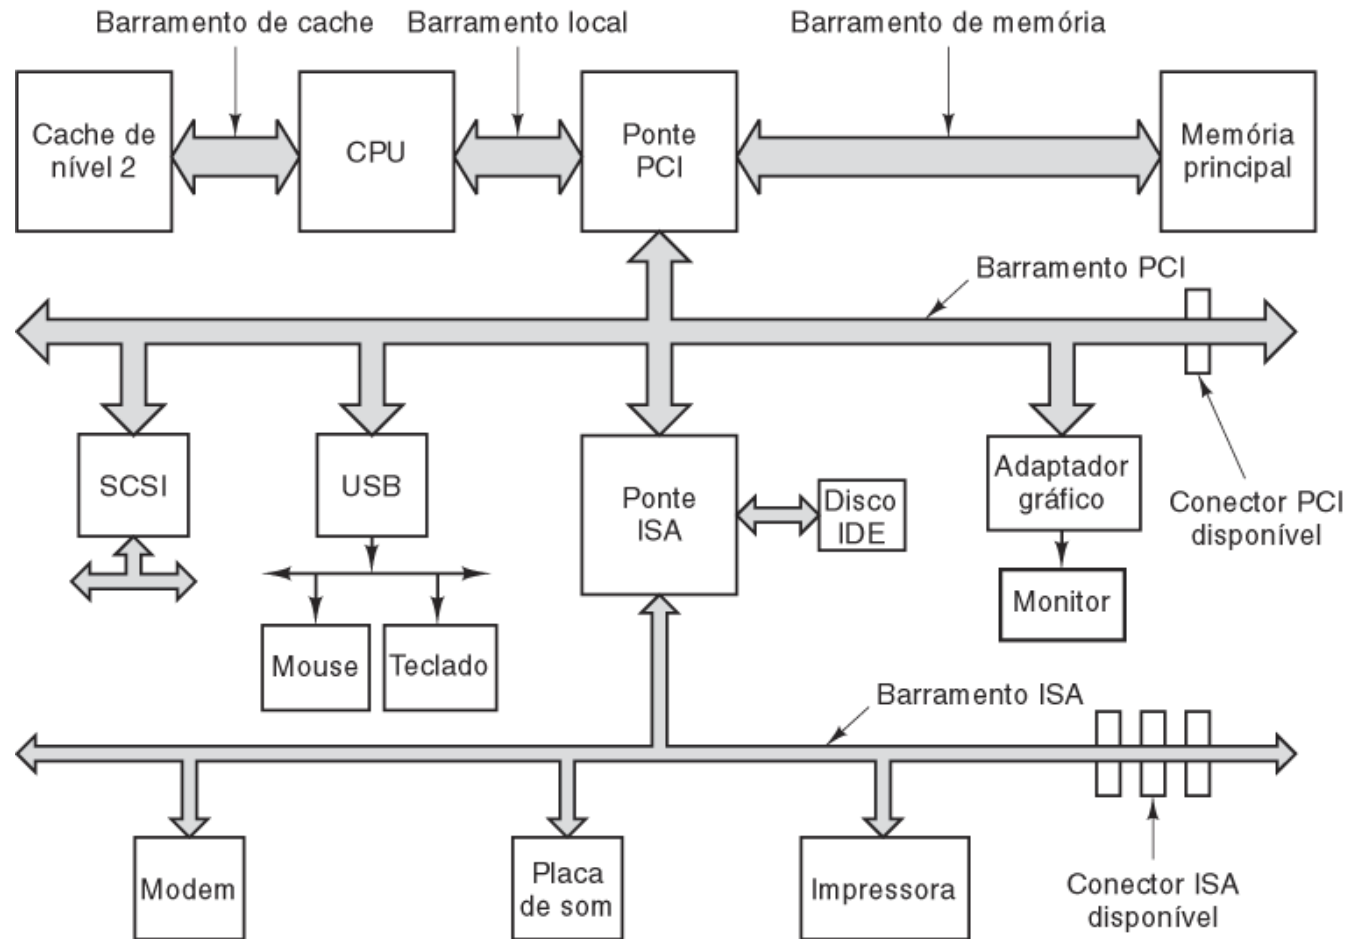 Barramento de cache
Barramento local
Barramento de memória
Cache de
nível 2
CPU
Ponte
PCI
Memória
principal
Barramento PCI
SCSI
USB
Ponte
ISA
Disco
IDE
Adaptador
gráfico
Conector PCI
disponível
Monitor
Mouse
Teclado
Barramento ISA
Modem
Placa
de som
Impressora
Conector ISA
disponível